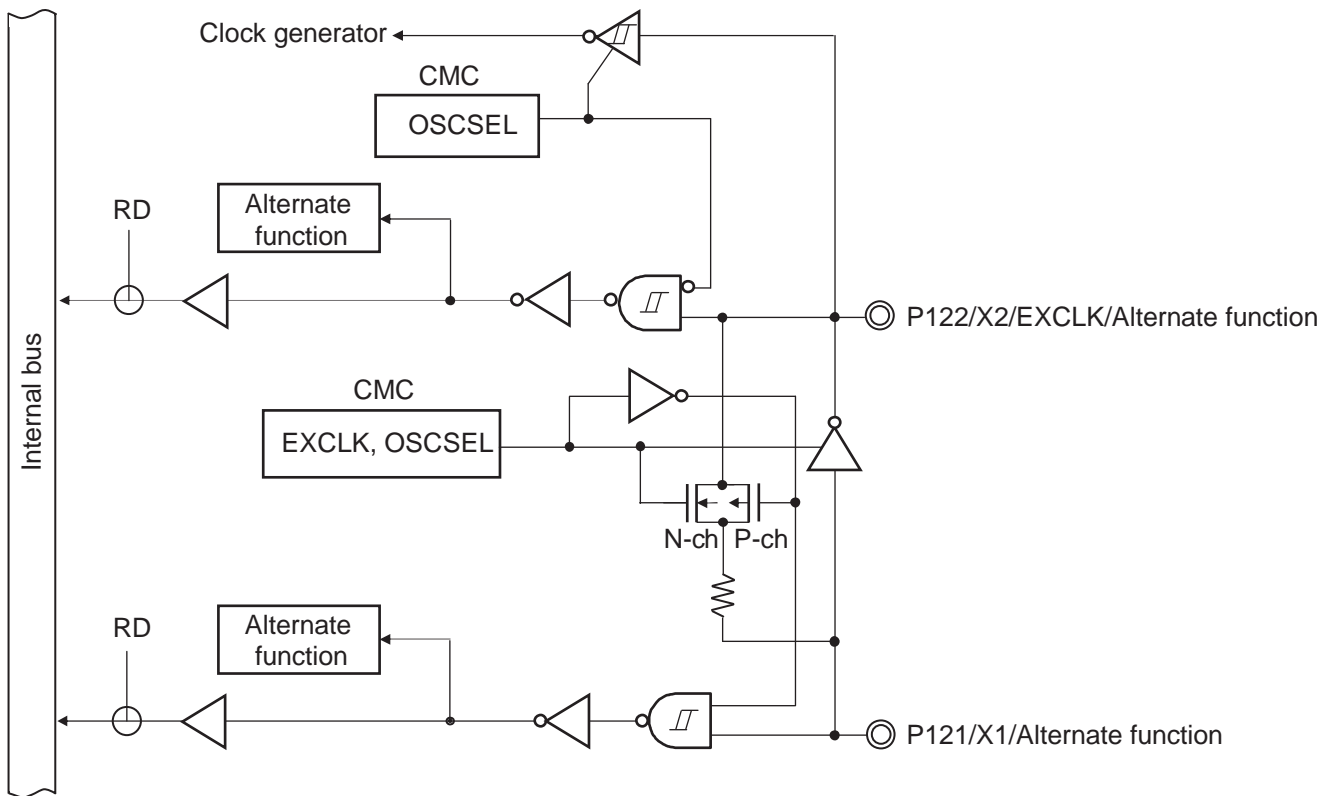 Clock generator
CMC
OSCSEL
RD
Alternate
function
P122/X2/EXCLK/Alternate function
Internal bus
CMC
EXCLK, OSCSEL
N-ch
P-ch
RD
Alternate
function
P121/X1/Alternate function